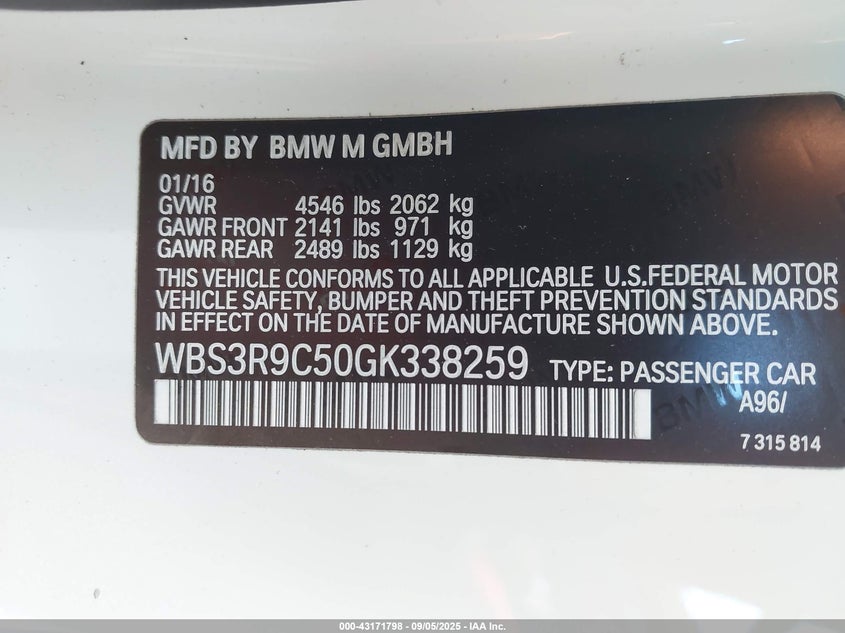 MFD BY BMW M GMBH
01/16
GVWR 4546 lbs 2062 kg
GAWR FRONT 2141 lbs 971 kg
GAWR REAR 2489 lbs 1129 kg
THIS VEHICLE CONFORMS TO ALL APPLICABLE U.S.FEDERAL MOTOR
VEHICLE SAFETY, BUMPER AND THEFT PREVENTION STANDARDS
IN EFFECT ON THE DATE OF MANUFACTURE SHOWN ABOVE.
WBS3R9C50GK338259 TYPE: PASSENGER CAR
A96/
7 315 814
000-43171798 - 09/05/2025 - IAA Inc.